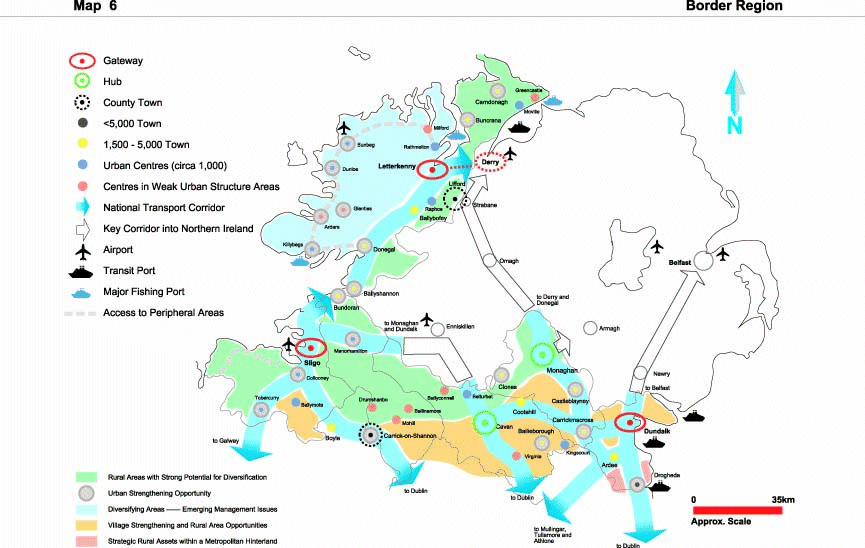 Map 6
Border Region
Gateway
Hub
County Town
<5,000 Town
1,500 - 5,000 Town
Urban Centres (circa 1,000)
Centres in Weak Urban Structure Areas
National Transport Corridor
Key Corridor into Northern Ireland
Airport
Transit Port
Major Fishing Port
Access to Peripheral Areas
N
Greencastle
Carndonagh
Moville
Buncrana
Milford
Rathmelton
Bunbeg
Letterkenny
Derry
Dunloe
Lifford
Strabane
Raphoe
Ballybofey
Glenties
Ardara
Killybegs
Donegal
Omagh
Belfast
Ballyshannon
Bundoran
to Derry and
Donegal
to Monaghan
and Dundalk
Enniskillen
Armagh
Manorhamilton
Sligo
Monaghan
Newry
to Belfast
Collooney
Clones
Castleblayney
Tobercurry
Ballymote
Drumshanbo
Ballyconnell
Belturbet
Ballinamore
Cootehill
Mohill
Carrickmacross
Dundalk
Boyle
Carrick-on-Shannon
Cavan
Bailieborough
to Galway
Virginia
Kingscourt
Ardee
Drogheda
to Dublin
to Dublin
to Mullingar,
Tullamore and
Athlone
to Dublin
Rural Areas with Strong Potential for Diversification
Urban Strengthening Opportunity
Diversifying Areas —— Emerging Management Issues
Village Strengthening and Rural Area Opportunities
Strategic Rural Assets within a Metropolitan Hinterland
0 35km
Approx. Scale